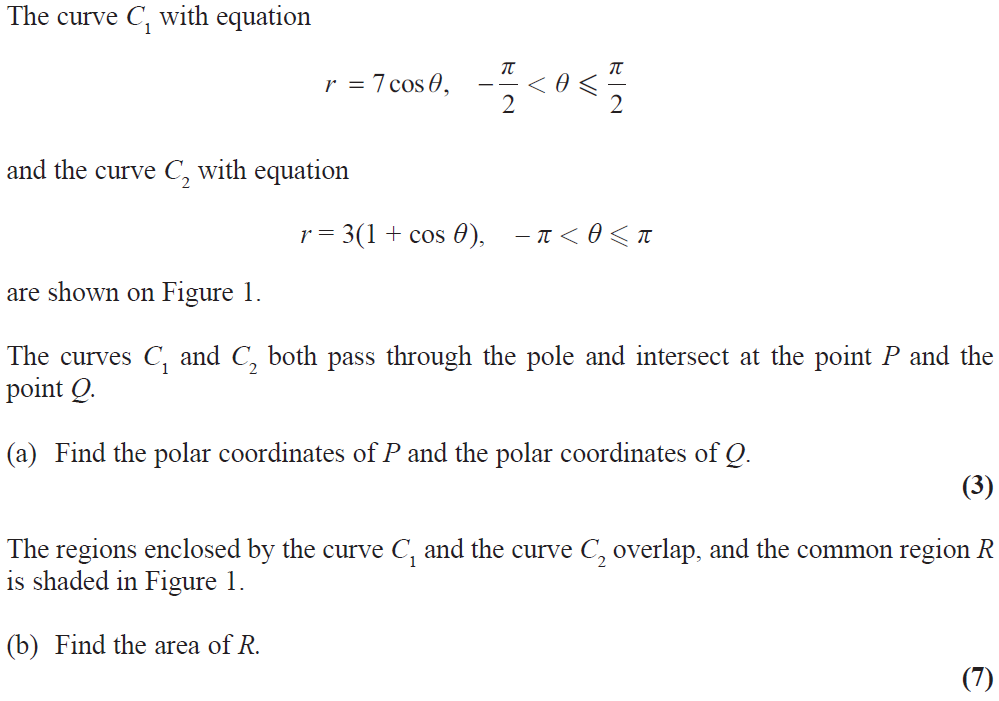 The curve C₁ with equation
r = 7 cos θ, −π/2 < θ ⩽ π/2
and the curve C₂ with equation
r = 3(1 + cos θ), − π < θ ⩽ π
are shown on Figure 1.
The curves C₁ and C₂ both pass through the pole and intersect at the point P and the
point Q.
(a) Find the polar coordinates of P and the polar coordinates of Q.
(3)
The regions enclosed by the curve C₁ and the curve C₂ overlap, and the common region R
is shaded in Figure 1.
(b) Find the area of R.
(7)